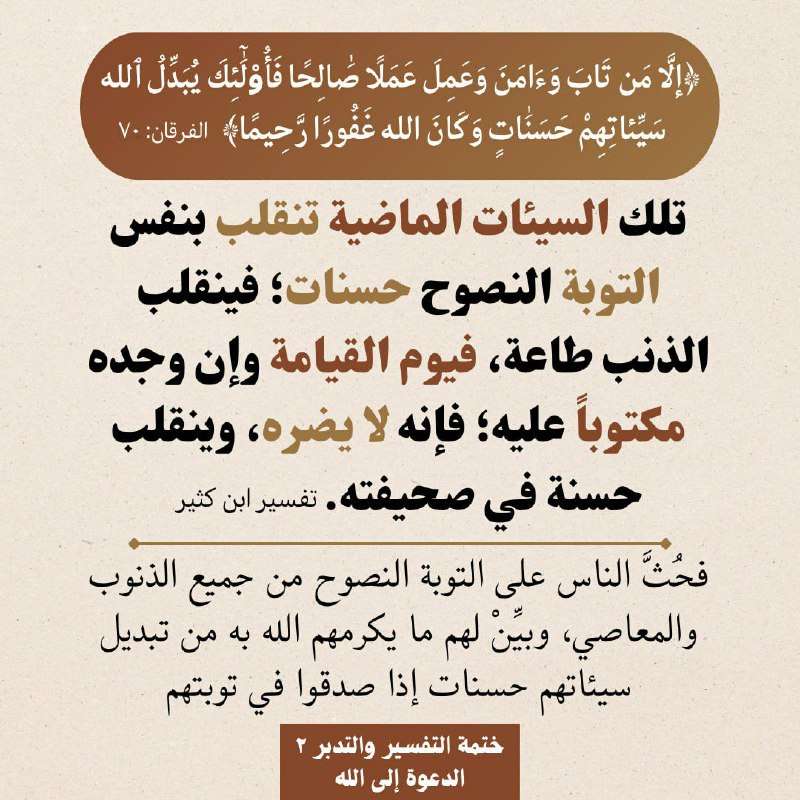 ﴿إِلَّا مَن تَابَ وَءَامَنَ وَعَمِلَ عَمَلًا صَٰلِحًا فَأُو۟لَٰٓئِكَ يُبَدِّلُ ٱلله
سَيِّـَٔاتِهِمْ حَسَنَٰتٍ وَكَانَ الله غَفُورًا رَّحِيمًا﴾ الفرقان: ٧٠
تلك السيئات الماضية تنقلب بنفس
التوبة النصوح حسنات؛ فينقلب
الذنب طاعة، فيوم القيامة وإن وجده
مكتوباً عليه؛ فإنه لا يضره، وينقلب
حسنة في صحيفته. تفسير ابن كثير
فحُثَّ الناس على التوبة النصوح من جميع الذنوب
والمعاصي، وبيِّنْ لهم ما يكرمهم الله به من تبديل
سيئاتهم حسنات إذا صدقوا في توبتهم
ختمة التفسير والتدبر ٢
الدعوة إلى الله